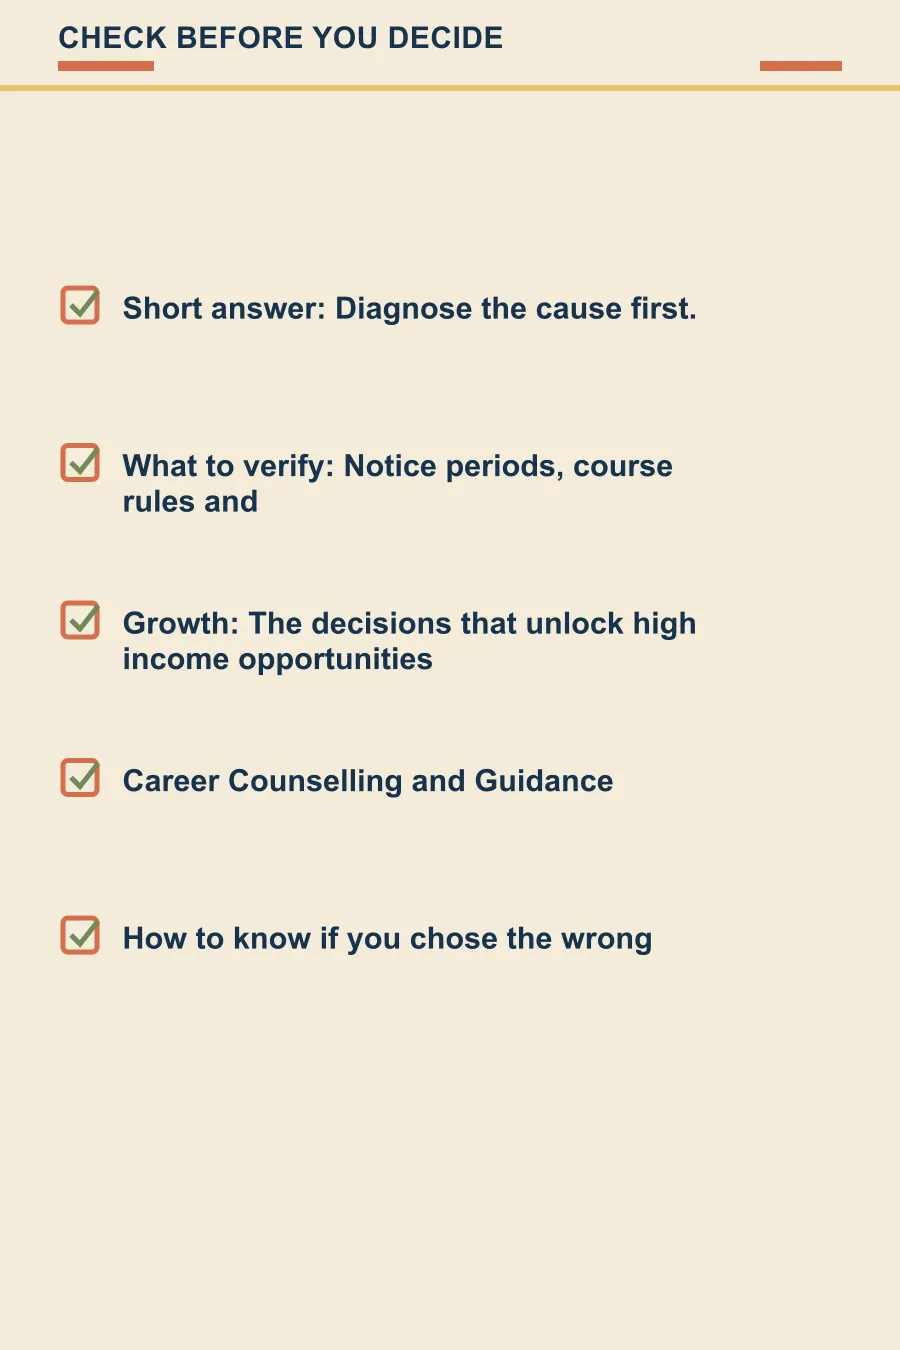 CHECK BEFORE YOU DECIDE
Short answer: Diagnose the cause first.
What to verify: Notice periods, course
rules and
Growth: The decisions that unlock high
income opportunities
Career Counselling and Guidance
How to know if you chose the wrong